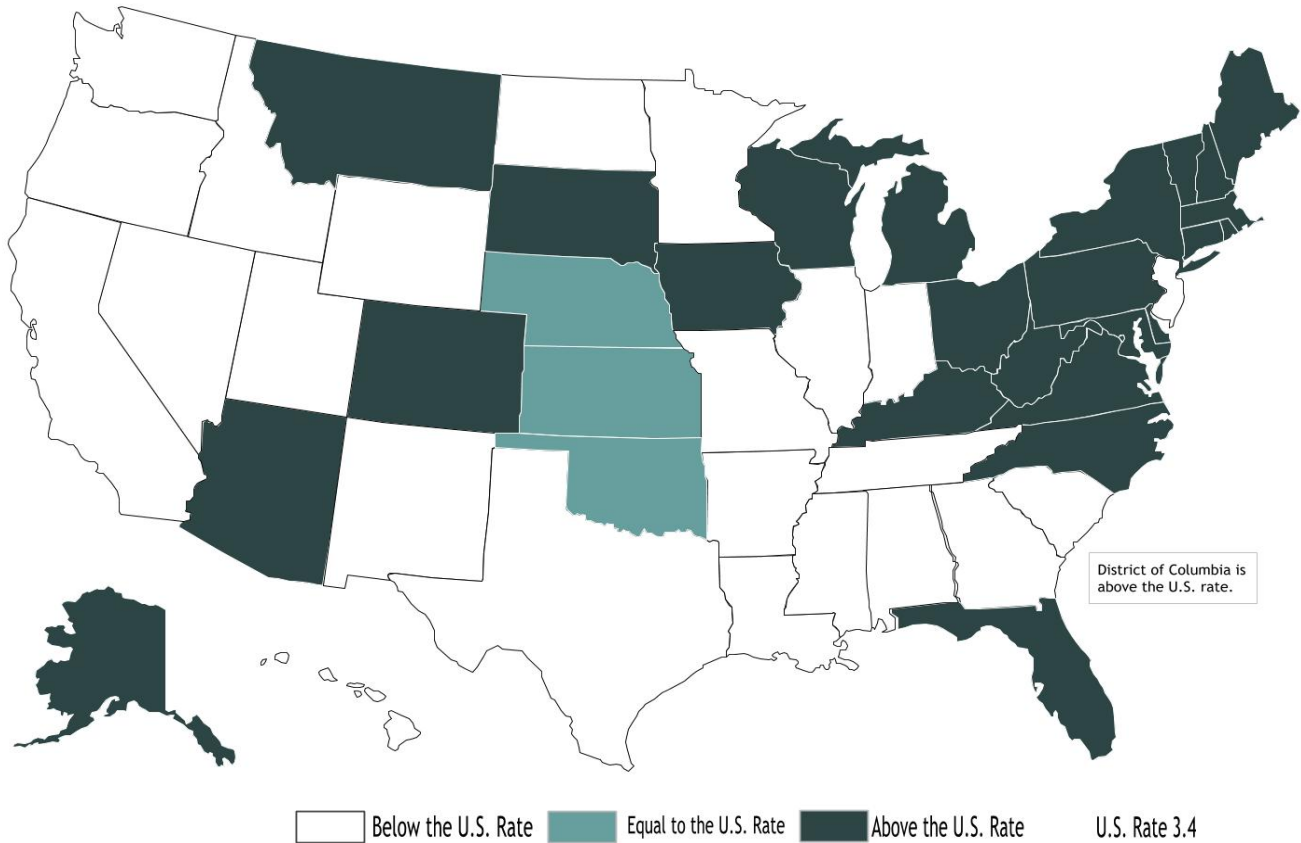 District of Columbia is
above the U.S. rate.
Below the U.S. Rate
Equal to the U.S. Rate
Above the U.S. Rate
U.S. Rate 3.4